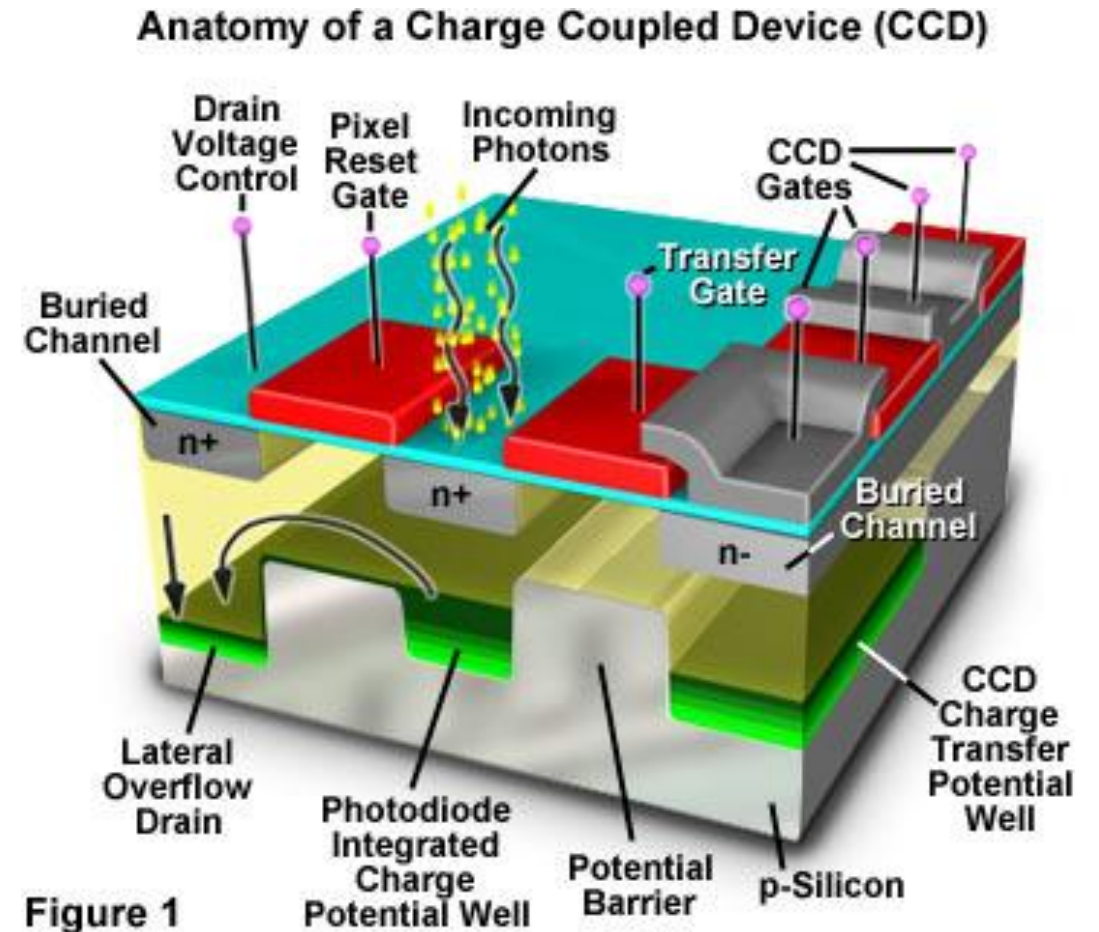 Anatomy of a Charge Coupled Device (CCD)
Drain
Voltage
Control
Pixel
Reset
Gate
Incoming
Photons
CCD
Gates
Transfer
Gate
Buried
Channel
n+
n+
n-
Buried
Channel
Lateral
Overflow
Drain
Photodiode
Integrated
Charge
Potential Well
Potential
Barrier
p-Silicon
CCD
Charge
Transfer
Potential
Well
Figure 1